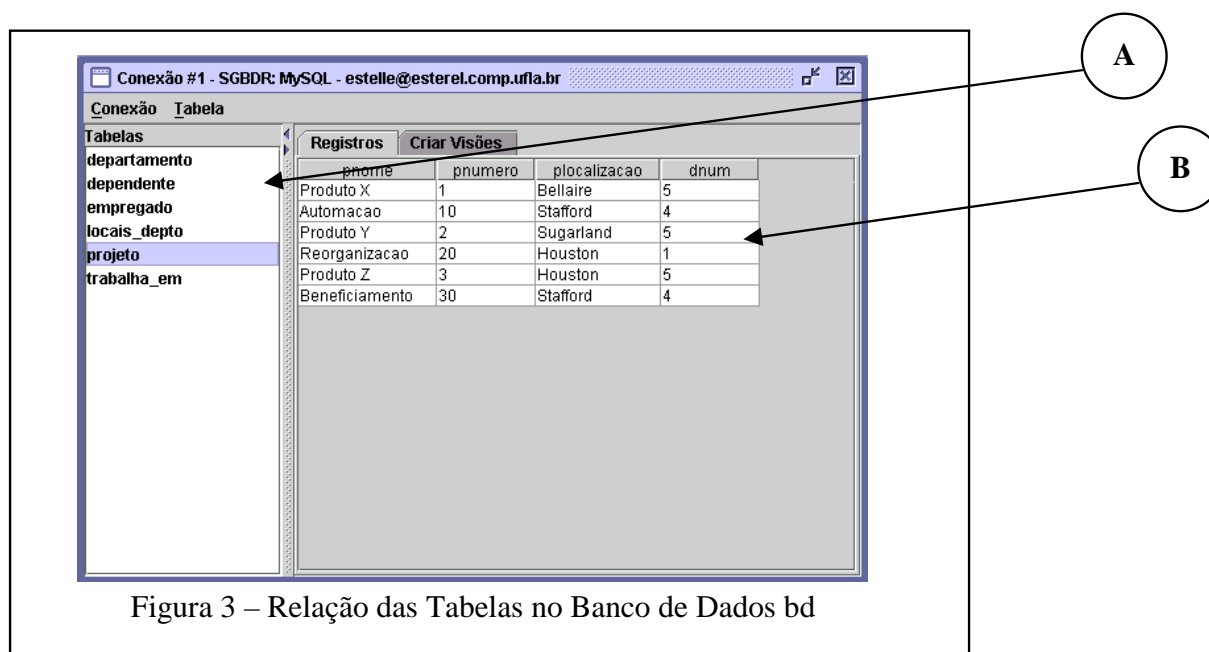 A
Conexão #1 - SGBDR: MySQL - estelle@esterel.comp.ufla.br
Conexão Tabela
Tabelas
departamento
dependente
empregado
locais_depto
projeto
trabalha_em
Registros Criar Visões
pnome pnumero plocalizacao dnum
Produto X 1 Bellaire 5
Automacao 10 Stafford 4
Produto Y 2 Sugarland 5
Reorganizacao 20 Houston 1
Produto Z 3 Houston 5
Beneficiamento 30 Stafford 4
B
Figura 3 – Relação das Tabelas no Banco de Dados bd